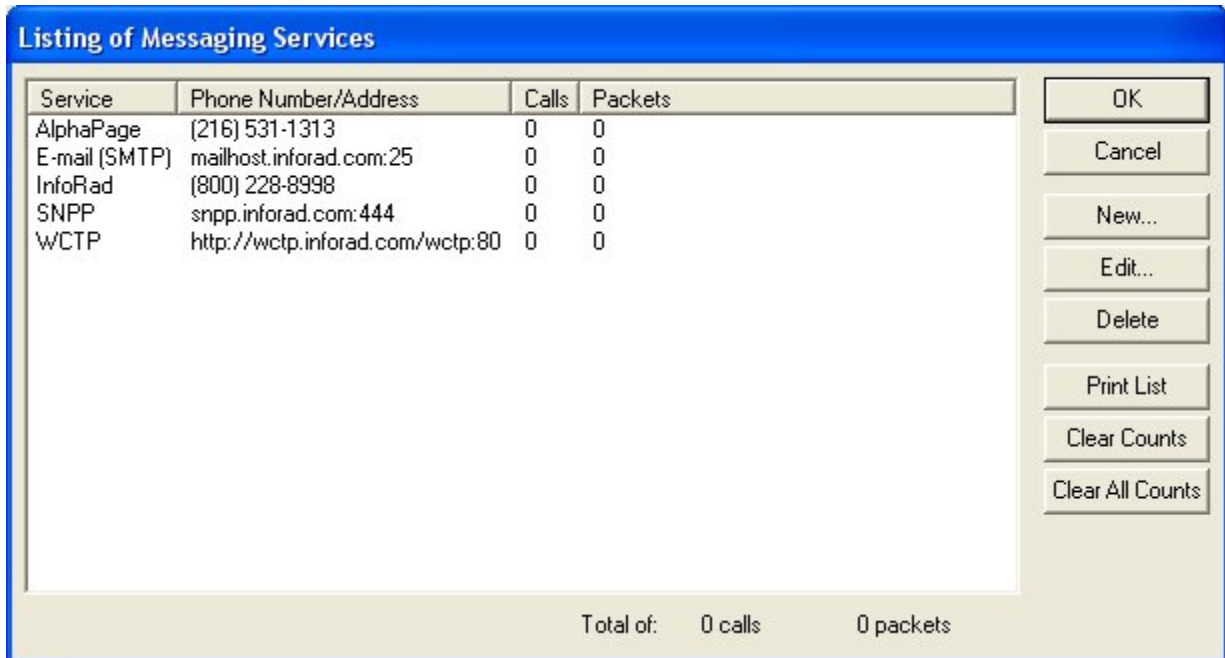 Listing of Messaging Services
Service Phone Number/Address Calls Packets
AlphaPage (216) 531-1313 0 0
E-mail (SMTP) mailhost.inforad.com:25 0 0
InfoRad (800) 228-8998 0 0
SNPP snpp.inforad.com:444 0 0
WCTP http://wctp.inforad.com/wctp:80 0 0
OK
Cancel
New...
Edit...
Delete
Print List
Clear Counts
Clear All Counts
Total of: 0 calls 0 packets